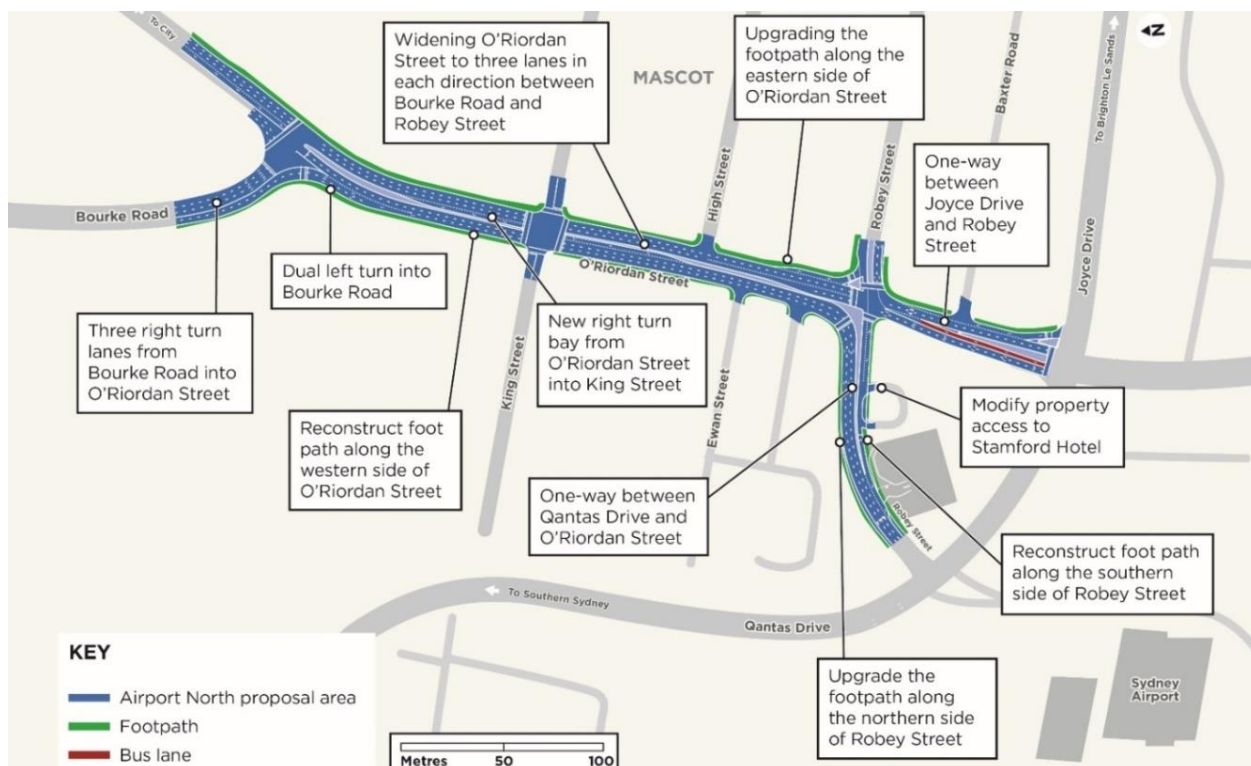 To City
Widening O'Riordan
Street to three lanes in
each direction between
Bourke Road and
Robey Street
MASCOT
Upgrading the
footpath along the
eastern side of
O'Riordan Street
N
Baxter Road
To Brighton Le Sands
High Street
Robey Street
One-way
between
Joyce Drive
and Robey
Street
Joyce Drive
Bourke Road
Dual left turn into
Bourke Road
O'Riordan Street
Three right turn
lanes from
Bourke Road into
O'Riordan Street
King Street
New right turn
bay from
O'Riordan Street
into King Street
Ewan Street
Modify property
access to
Stamford Hotel
Reconstruct foot
path along the
western side of
O'Riordan Street
One-way between
Qantas Drive and
O'Riordan Street
Robey Street
Reconstruct foot path
along the southern
side of Robey Street
To Southern Sydney
Qantas Drive
Upgrade the
footpath along
the northern side
of Robey Street
Sydney
Airport
KEY
Airport North proposal area
Footpath
Bus lane
Metres 50 100